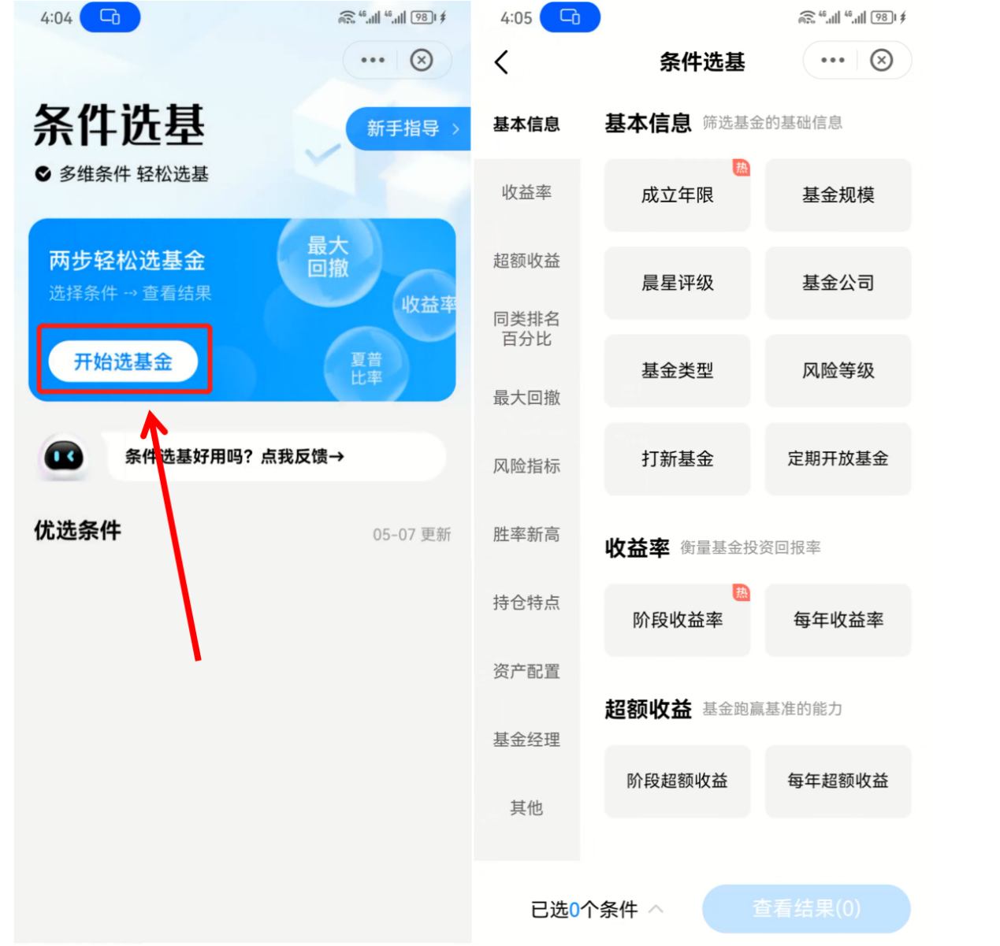 4:04
4G 4G 98
条件选基
新手指导 >
多维条件 轻松选基
两步轻松选基金
选择条件 --> 查看结果
最大
回撤
收益率
夏普
比率
开始选基金
条件选基好用吗？点我反馈→
优选条件
05-07 更新
4:05
4G 4G 98
条件选基
基本信息
收益率
超额收益
同类排名
百分比
最大回撤
风险指标
胜率新高
持仓特点
资产配置
基金经理
其他
基本信息 筛选基金的基础信息
成立年限 热
基金规模
晨星评级
基金公司
基金类型
风险等级
打新基金
定期开放基金
收益率 衡量基金投资回报率
阶段收益率 热
每年收益率
超额收益 基金跑赢基准的能力
阶段超额收益
每年超额收益
已选0个条件
查看结果(0)